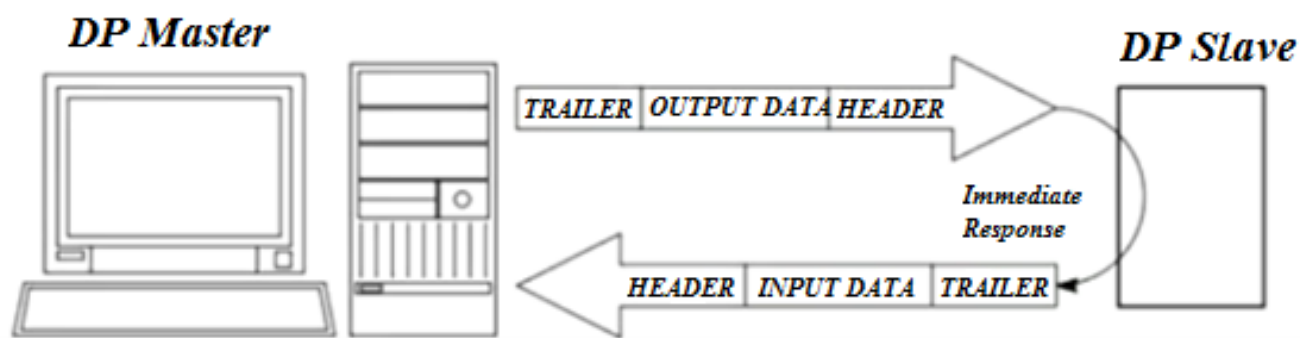 DP Master
DP Slave
TRAILER OUTPUT DATA HEADER
Immediate
Response
HEADER INPUT DATA TRAILER